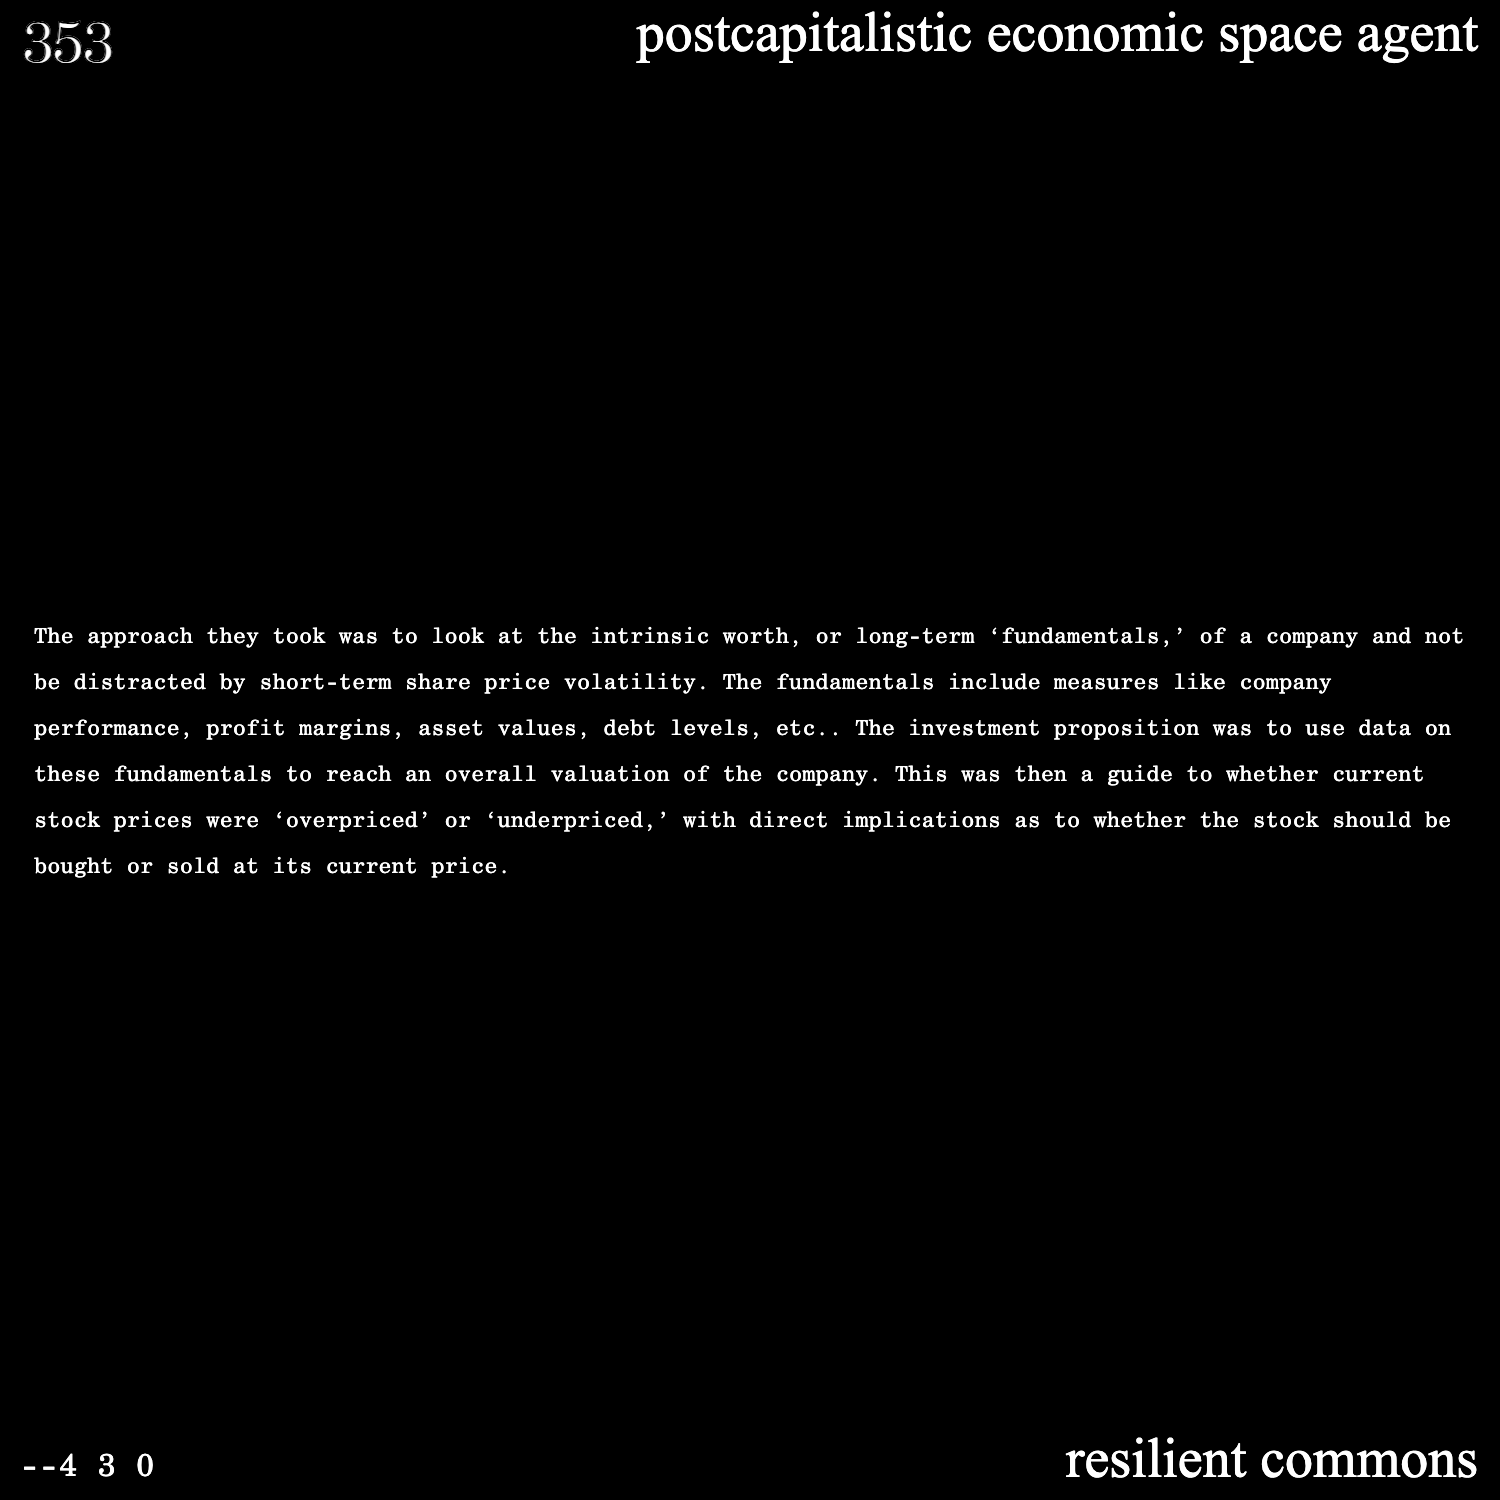 353
postcapitalistic economic space agent
The approach they took was to look at the intrinsic worth, or long-term ‘fundamentals,’ of a company and not
be distracted by short-term share price volatility. The fundamentals include measures like company
performance, profit margins, asset values, debt levels, etc.. The investment proposition was to use data on
these fundamentals to reach an overall valuation of the company. This was then a guide to whether current
stock prices were ‘overpriced’ or ‘underpriced,’ with direct implications as to whether the stock should be
bought or sold at its current price.
--4 3 0
resilient commons